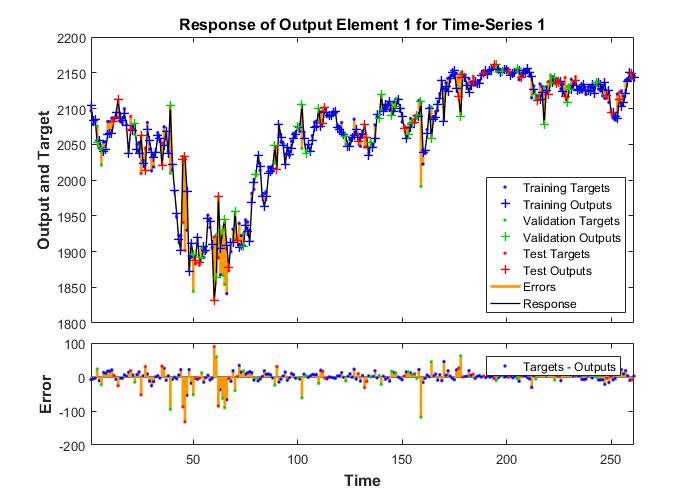 Response of Output Element 1 for Time-Series 1
Output and Target
2200
2150
2100
2050
2000
1950
1900
1850
1800
Training Targets
Training Outputs
Validation Targets
Validation Outputs
Test Targets
Test Outputs
Errors
Response
Error
100
0
-100
-200
Targets - Outputs
50
100
150
200
250
Time